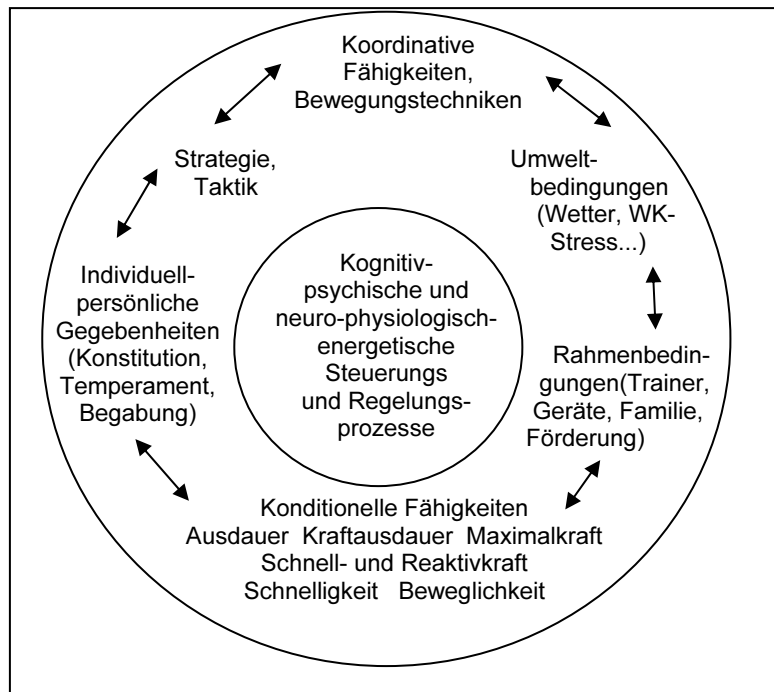 Koordinative
Fähigkeiten,
Bewegungstechniken
Strategie,
Taktik
Umwelt-
bedingungen
(Wetter, WK-
Stress...)
Individuell-
persönliche
Gegebenheiten
(Konstitution,
Temperament,
Begabung)
Kognitiv-
psychische und
neuro-physiologisch-
energetische
Steuerungs
und Regelungs-
prozesse
Rahmenbedin-
gungen(Trainer,
Geräte, Familie,
Förderung)
Konditionelle Fähigkeiten
Ausdauer Kraftausdauer Maximalkraft
Schnell- und Reaktivkraft
Schnelligkeit Beweglichkeit